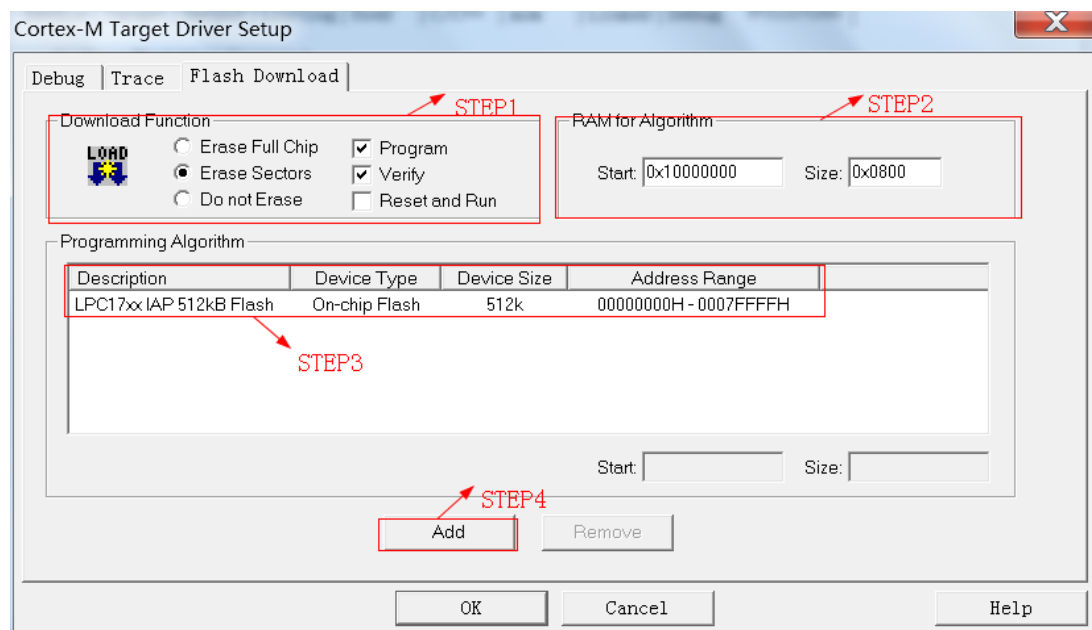 Cortex-M Target Driver Setup
Debug Trace Flash Download
STEP1
STEP2
Download Function
RAM for Algorithm
LOAD
Erase Full Chip Program
Erase Sectors Verify
Do not Erase Reset and Run
Start: 0x10000000 Size: 0x0800
Programming Algorithm
Description Device Type Device Size Address Range
LPC17xx IAP 512kB Flash On-chip Flash 512k 00000000H - 0007FFFFH
STEP3
Start: Size:
STEP4
Add Remove
OK Cancel Help